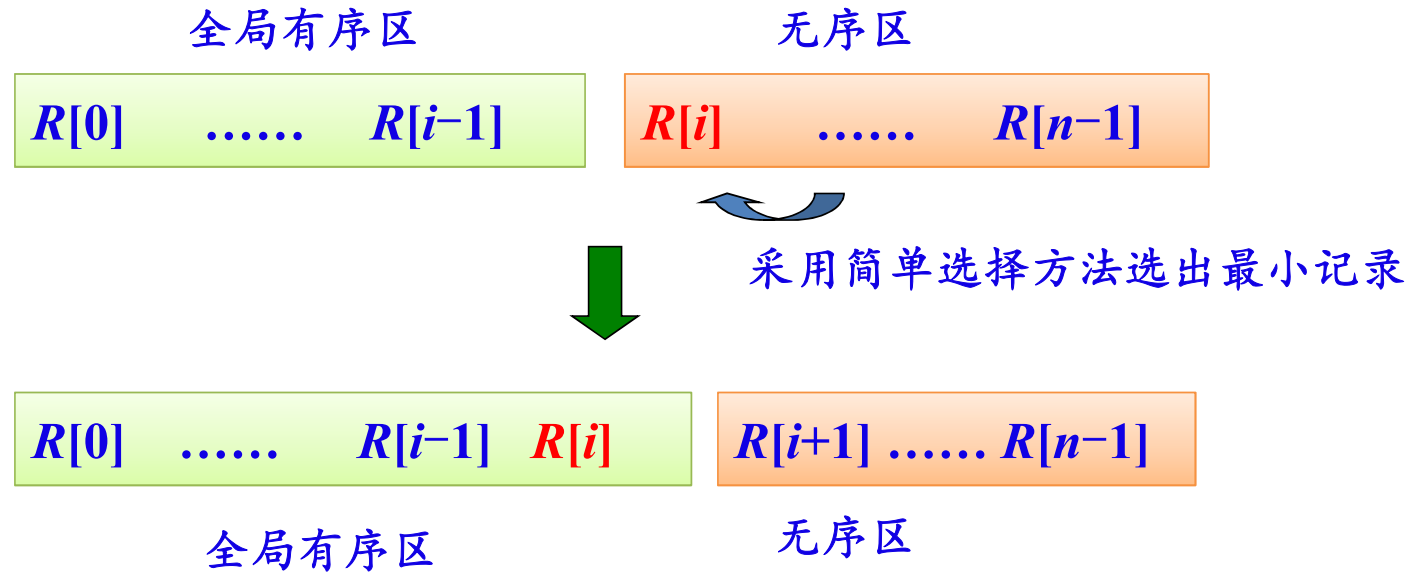 全局有序区 无序区
R[0] …… R[i−1] R[i] …… R[n−1]
采用简单选择方法选出最小记录
R[0] …… R[i−1] R[i] R[i+1] …… R[n−1]
全局有序区 无序区